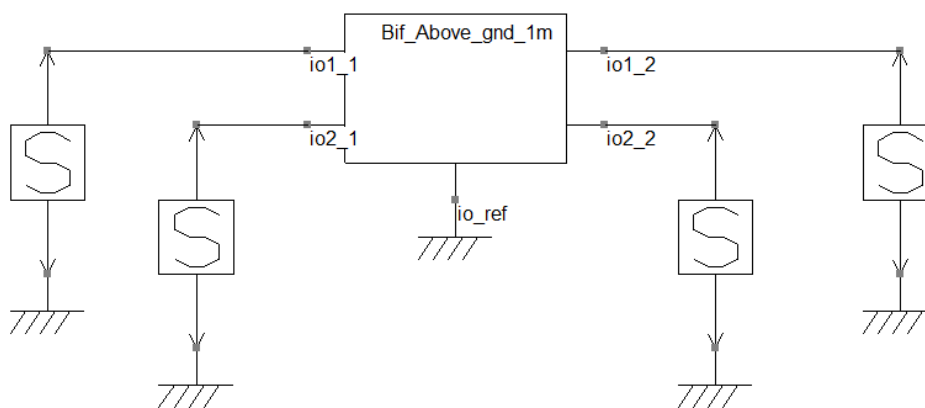 Bif_Above_gnd_1m
io1_1
io1_2
io2_1
io2_2
io_ref
S
S
S
S